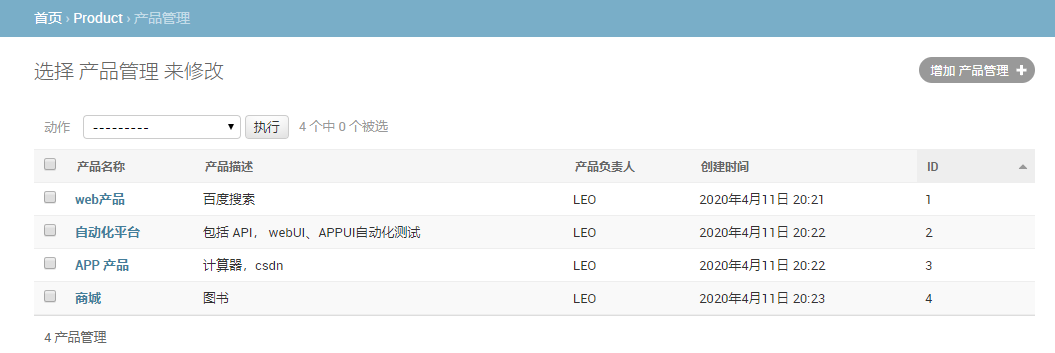 首页 › Product › 产品管理
选择 产品管理 来修改
增加 产品管理 +
动作 --------- 执行 4 个中 0 个被选
产品名称 产品描述 产品负责人 创建时间 ID
web产品 百度搜索 LEO 2020年4月11日 20:21 1
自动化平台 包括 API， webUI、APPUI自动化测试 LEO 2020年4月11日 20:22 2
APP 产品 计算器，csdn LEO 2020年4月11日 20:22 3
商城 图书 LEO 2020年4月11日 20:23 4
4 产品管理